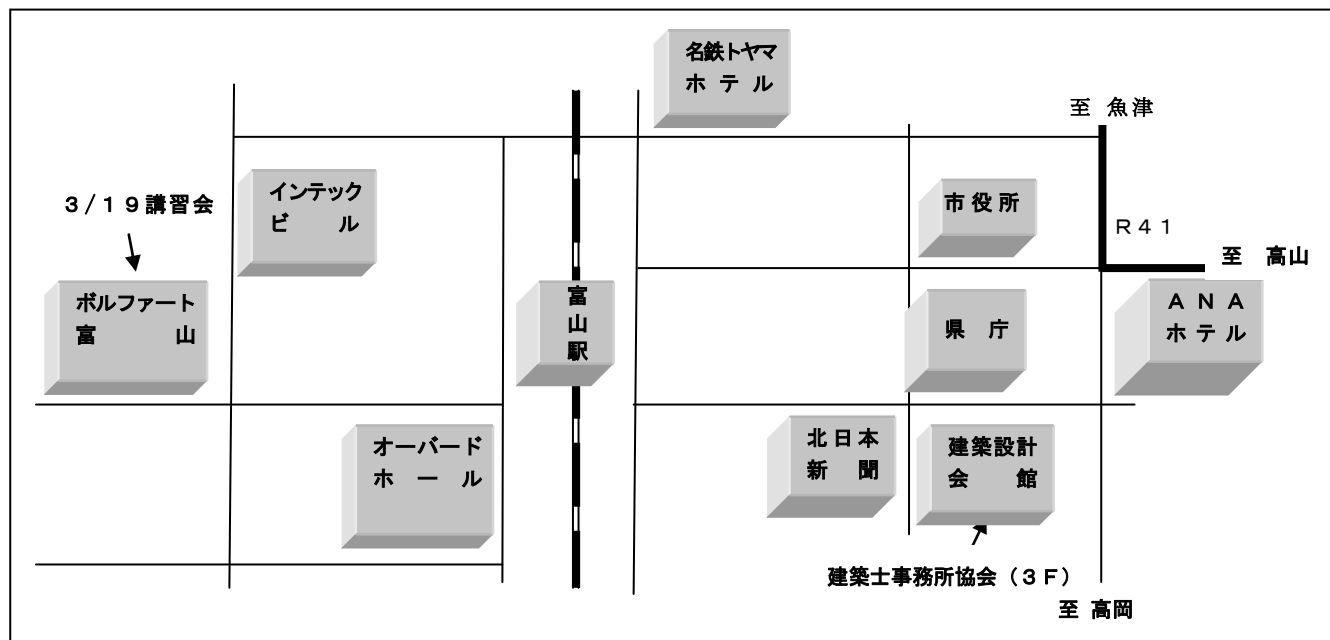 名鉄トヤマ
ホテル
至 魚津
3/19講習会
インテック
ビル
市役所
R41
至 高山
ボルファート
富山
富
山
駅
県庁
ANA
ホテル
オーバード
ホール
北日本
新聞
建築設計
会館
建築士事務所協会(3F)
至 高岡